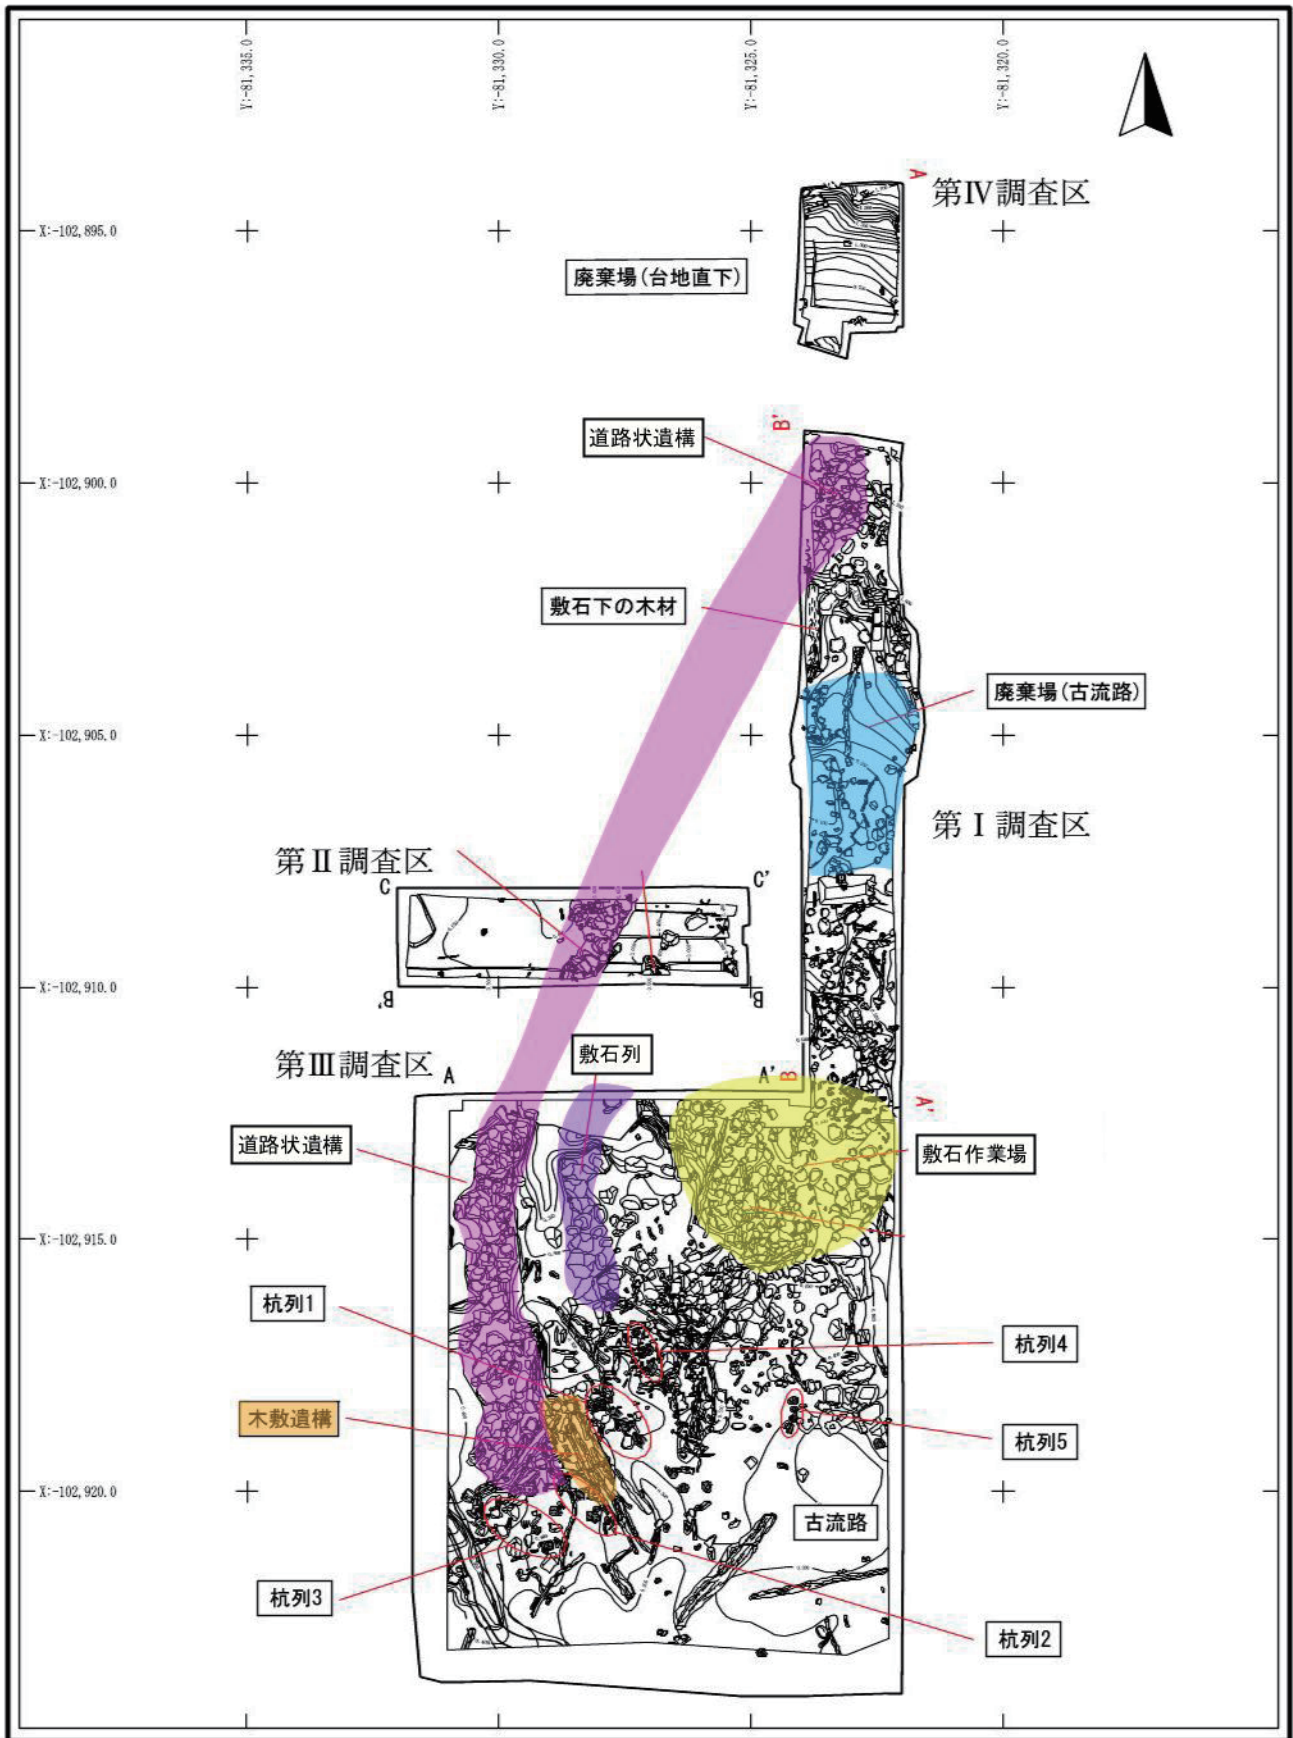 Y:-81,335.0
Y:-81,330.0
Y:-81,325.0
Y:-81,320.0
A
第Ⅳ調査区
X:-102,895.0
廃棄場(台地直下)
B'
道路状遺構
X:-102,900.0
敷石下の木材
廃棄場(古流路)
X:-102,905.0
第Ⅰ調査区
第Ⅱ調査区
C
C'
X:-102,910.0
B'
B
敷石列
第Ⅲ調査区
A
A'
B
A'
道路状遺構
敷石作業場
X:-102,915.0
杭列1
杭列4
木敷遺構
杭列5
X:-102,920.0
古流路
杭列3
杭列2